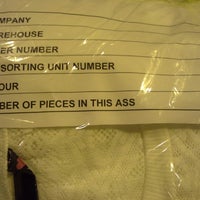 MPANY
REHOUSE
ER NUMBER
SORTING UNIT NUMBER
OUR
BER OF PIECES IN THIS ASS